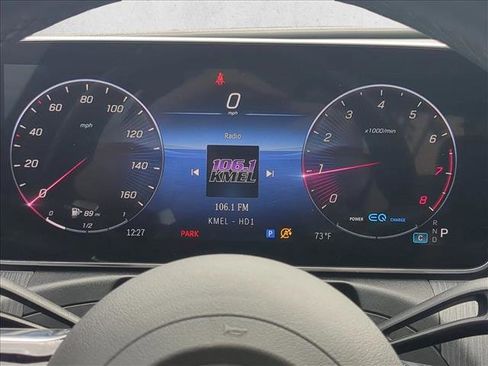 0 20 40 60 80 100 120 140 160
mph
89 mi
0 1/2 1
12:27
0
mph
Radio
106.1
KMEL
106.1 FM
KMEL - HD1
PARK
P
73°F
1 2 3 4 5 6 7 8
x1000/min
POWER EQ CHARGE
C
R
N
D
P